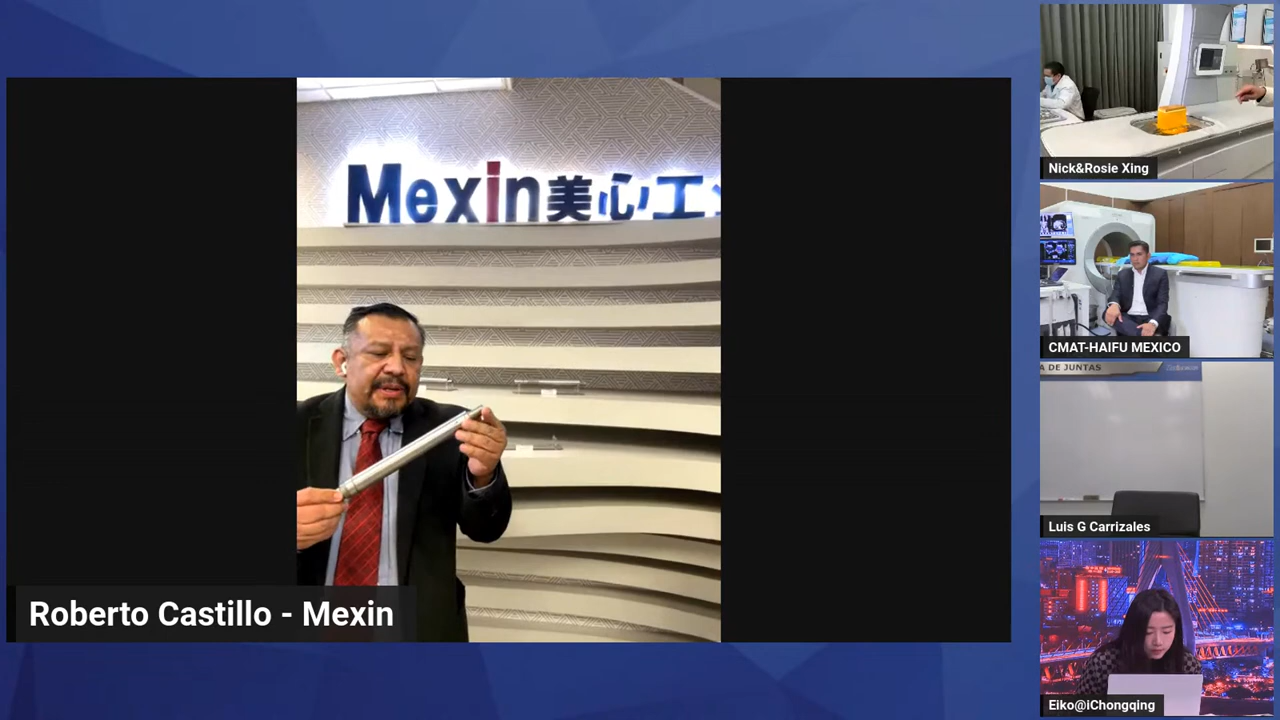 Mexin美心工
Roberto Castillo - Mexin
Nick&Rosie Xing
CMAT-HAIFU MEXICO
A DE JUNTAS
Luis G Carrizales
Eiko@iChongqing